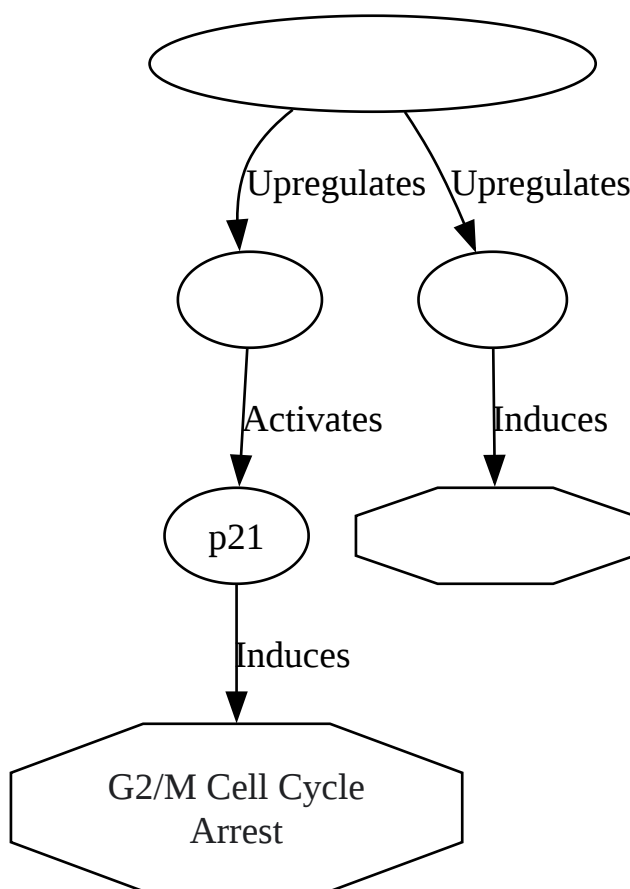 Upregulates
Upregulates
Activates
Induces
p21
Induces
G2/M Cell Cycle
Arrest